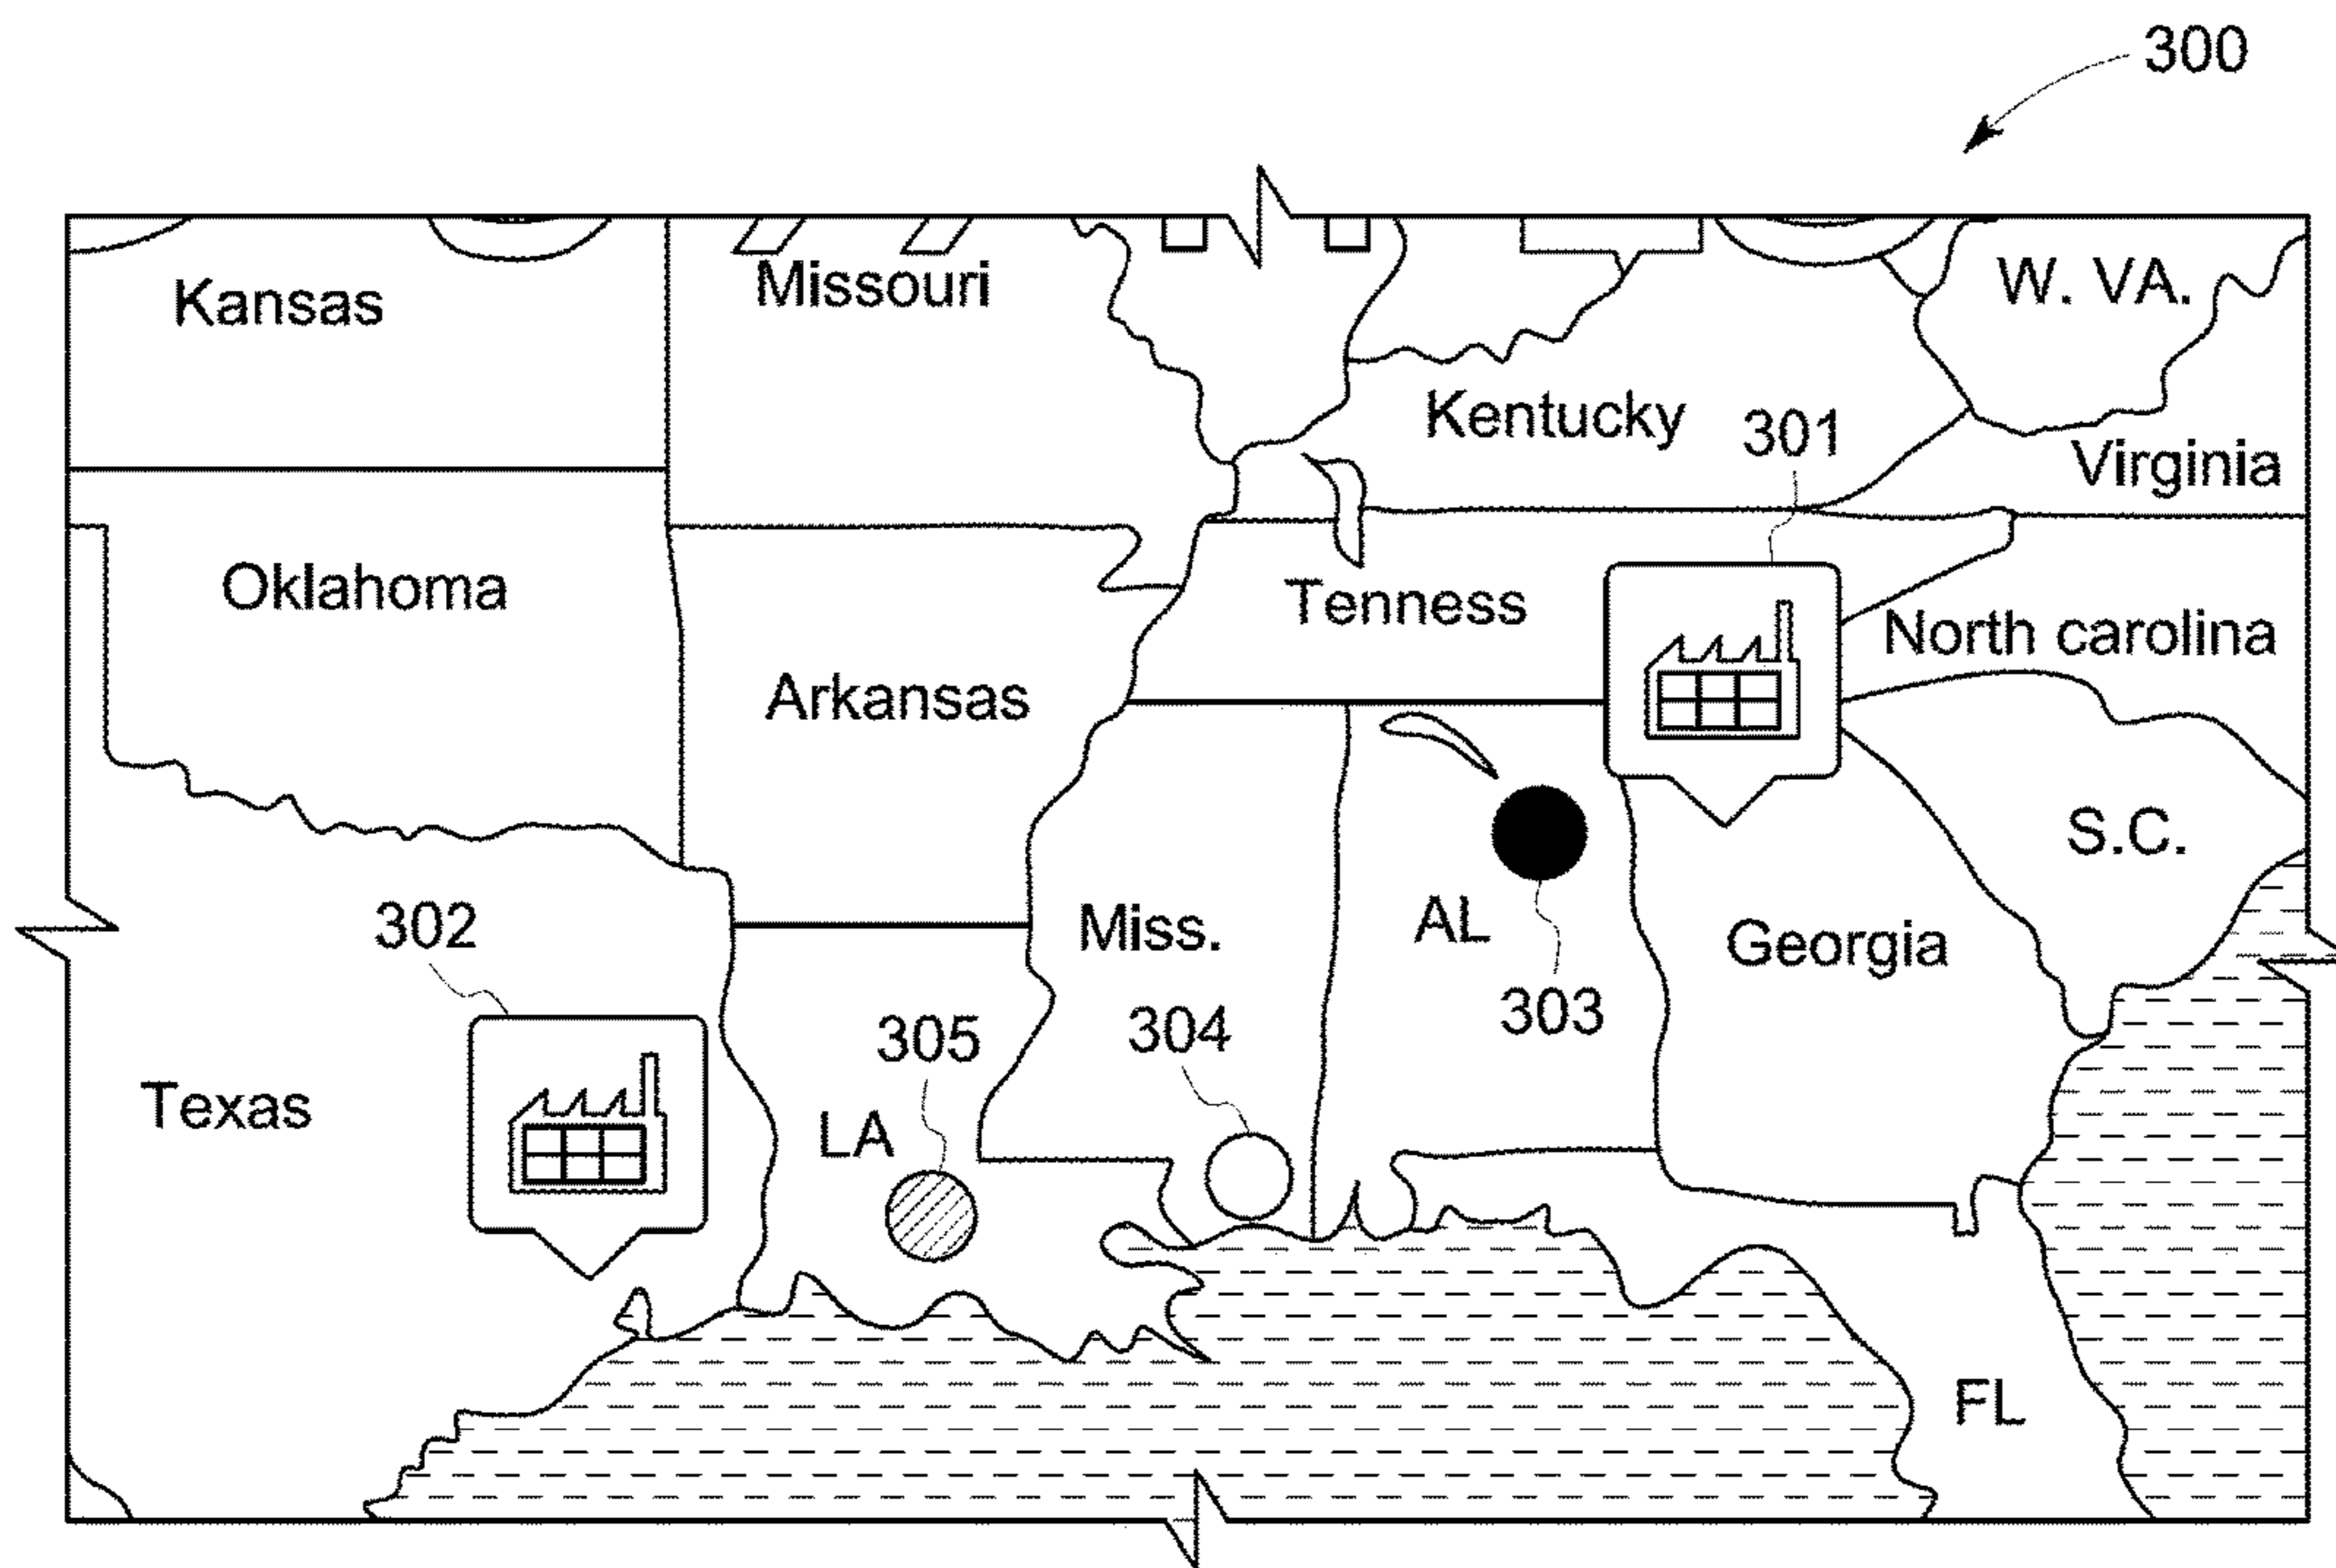 300
Kansas
Missouri
W. VA.
Kentucky
301
Virginia
Oklahoma
Tenness
North carolina
Arkansas
S.C.
302
Miss.
AL
Georgia
303
305
304
Texas
LA
FL